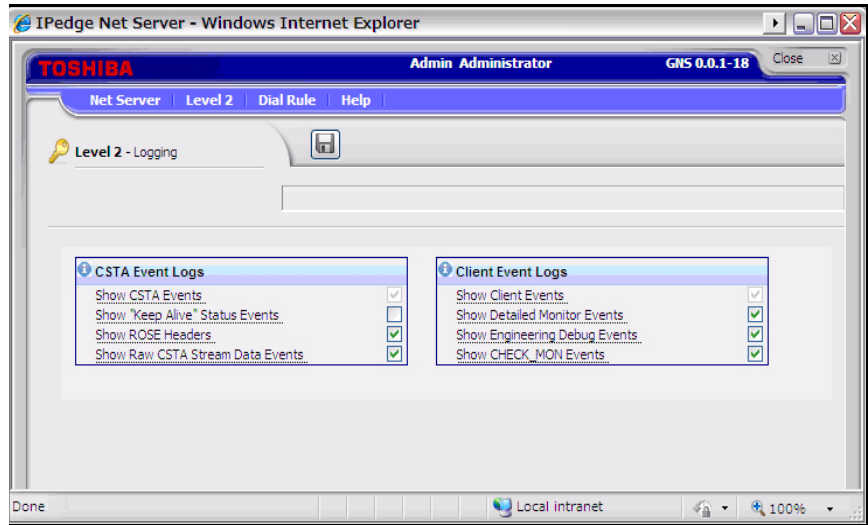 IPedge Net Server - Windows Internet Explorer
TOSHIBA
Admin Administrator
GNS 0.0.1-18
Close
Net Server
Level 2
Dial Rule
Help
Level 2 - Logging
CSTA Event Logs
Show CSTA Events
Show "Keep Alive" Status Events
Show ROSE Headers
Show Raw CSTA Stream Data Events
Client Event Logs
Show Client Events
Show Detailed Monitor Events
Show Engineering Debug Events
Show CHECK_MON Events
Done
Local intranet
100%